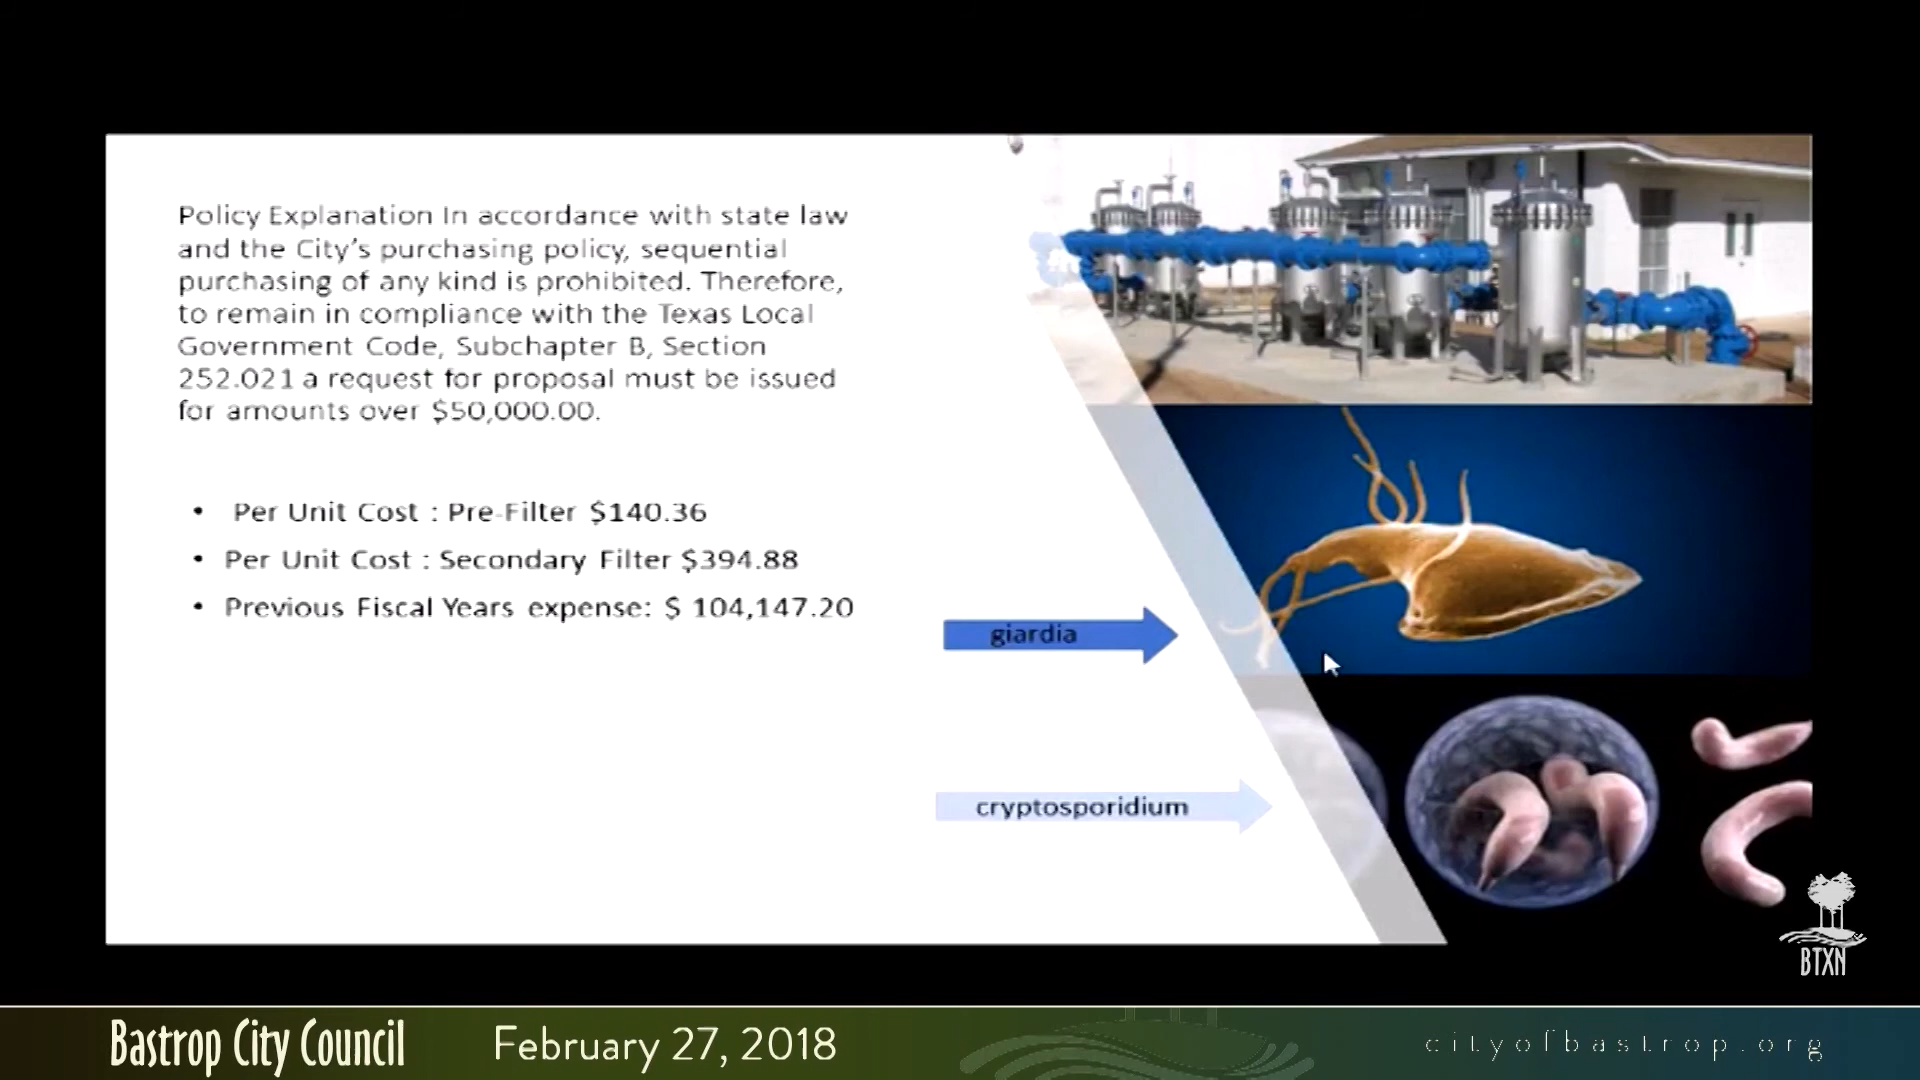 Policy Explanation In accordance with state law
and the City's purchasing policy, sequential
purchasing of any kind is prohibited. Therefore,
to remain in compliance with the Texas Local
Government Code, Subchapter B, Section
252.021 a request for proposal must be issued
for amounts over $50,000.00.
• Per Unit Cost : Pre-Filter $140.36
• Per Unit Cost : Secondary Filter $394.88
• Previous Fiscal Years expense: $ 104,147.20
giardia
cryptosporidium
BTXN
Bastrop City Council February 27, 2018 cityofbastrop.org